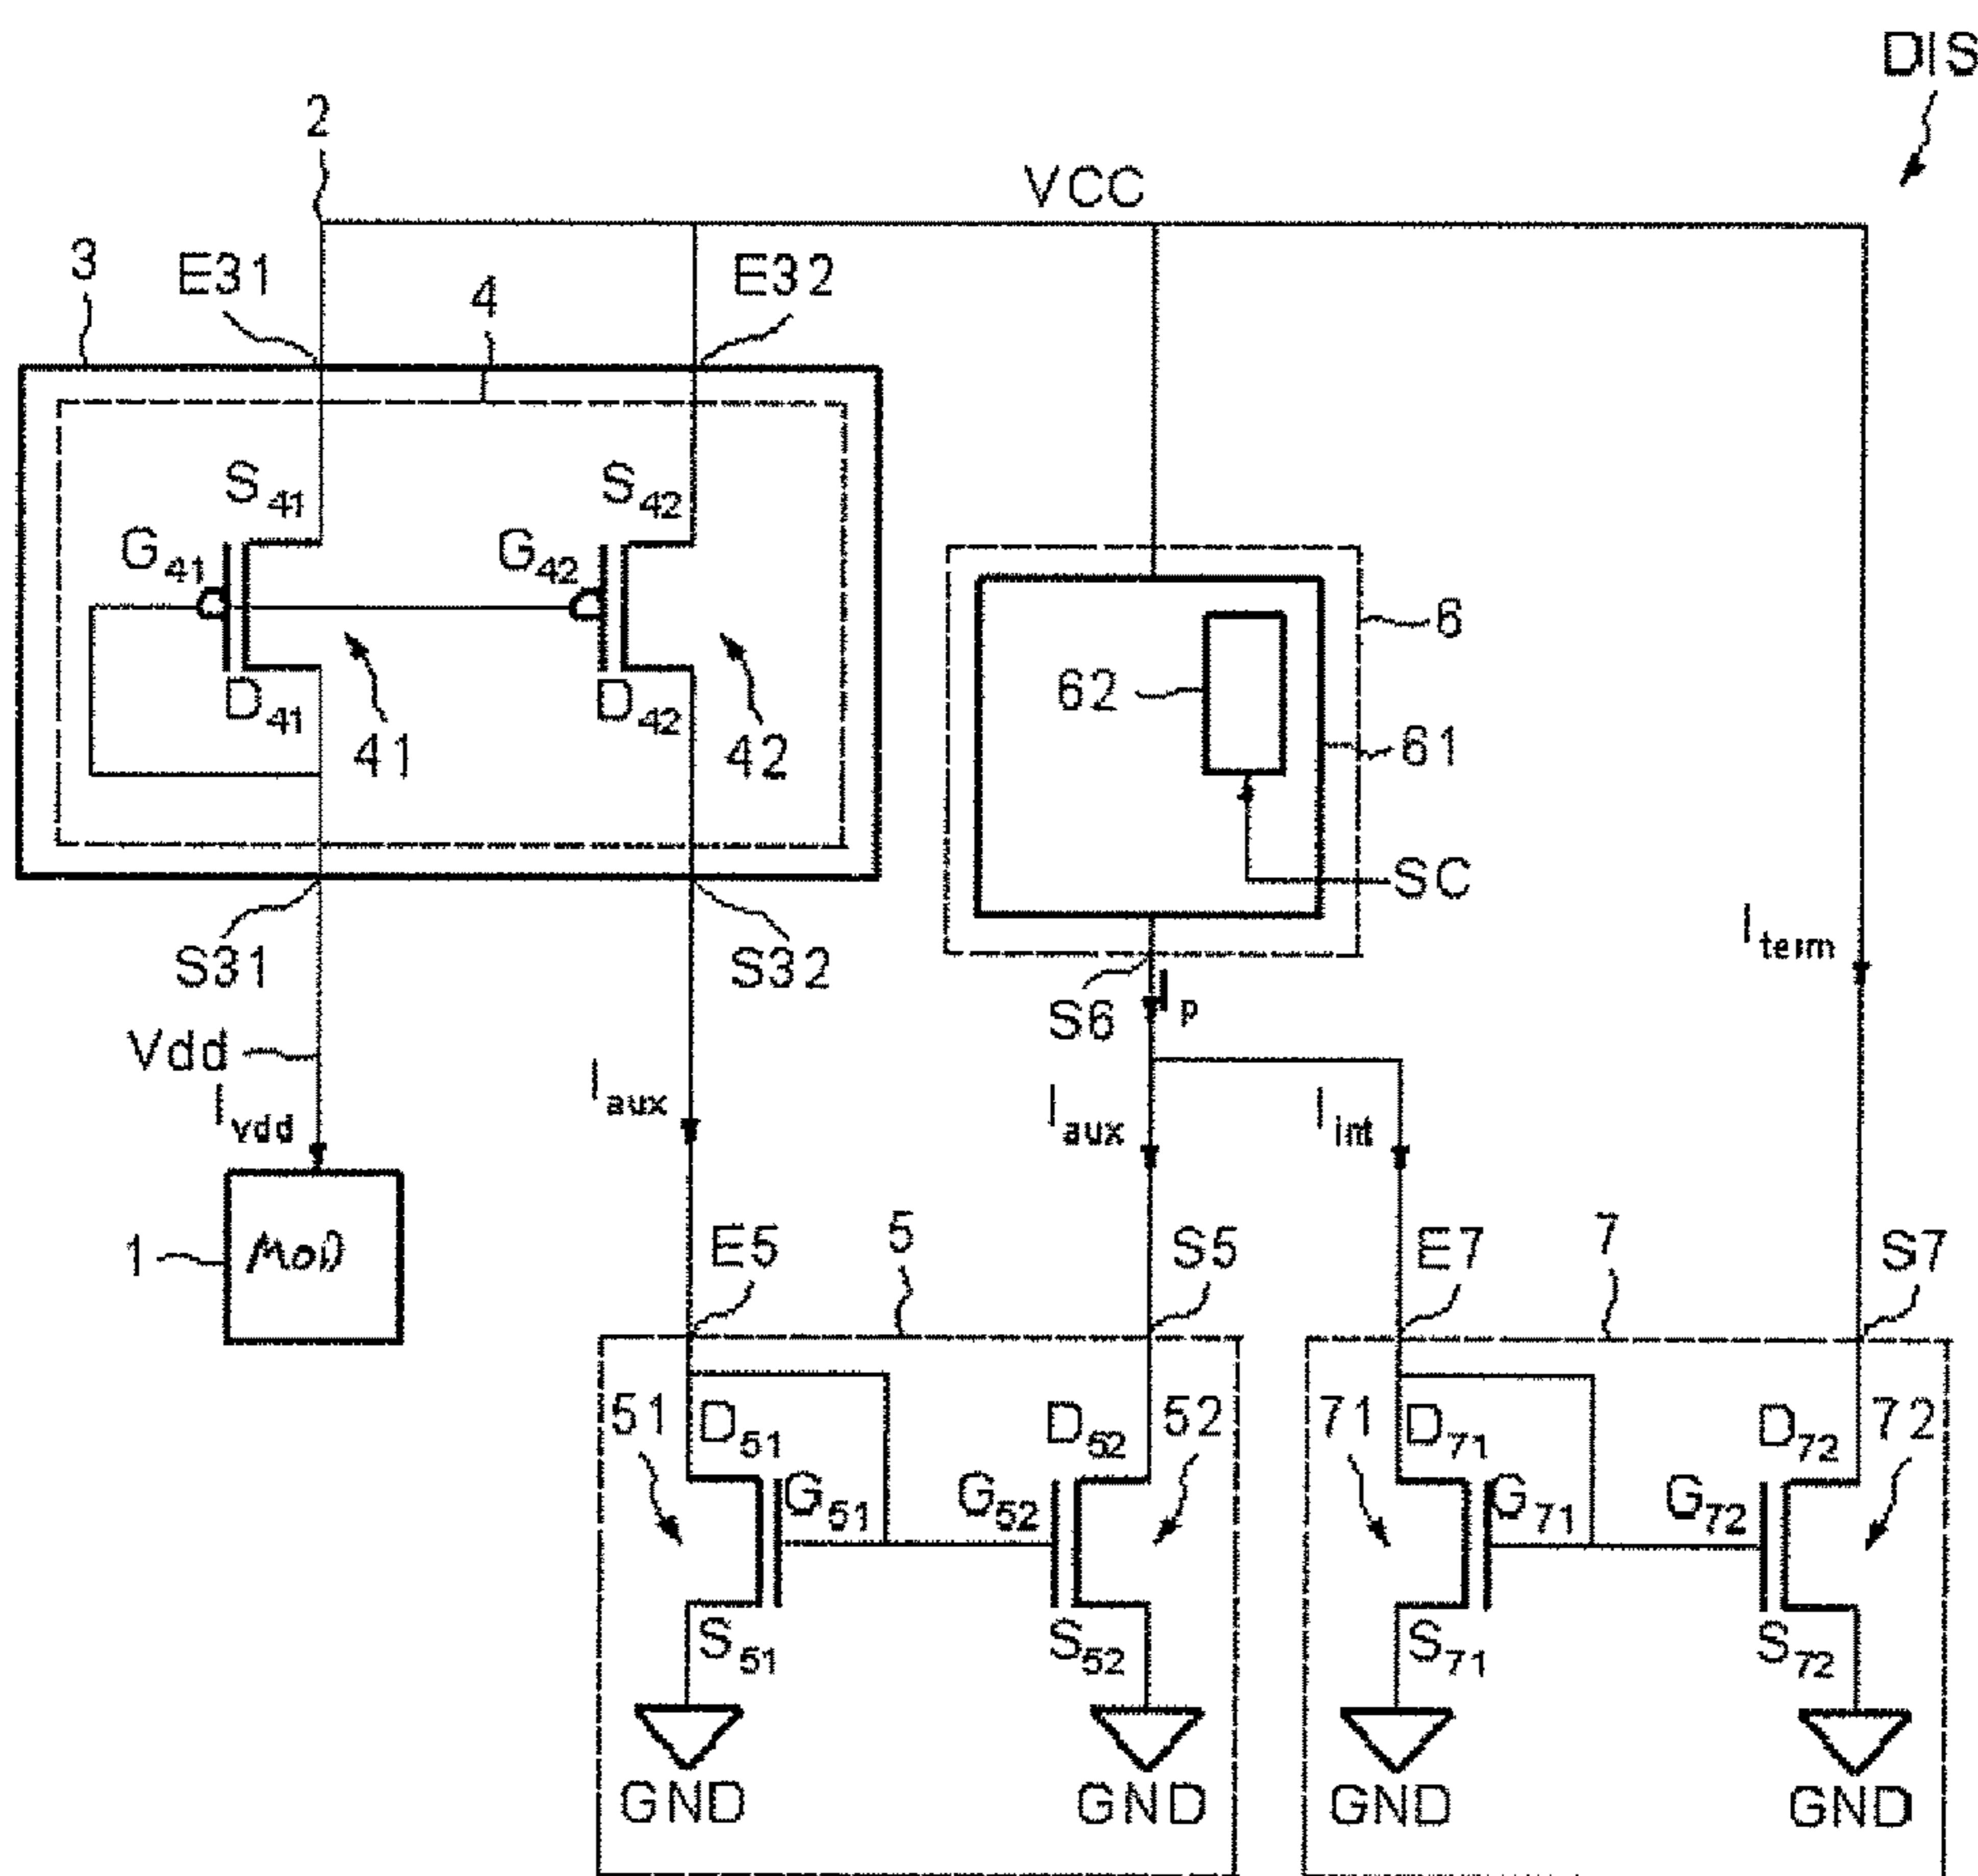 DIS
2
VCC
3
E31
4
E32
S41
S42
G41
G42
6
62
D41
D42
41
42
61
SC
Iterm
S31
S32
S6
Ip
Vdd
Ivdd
Iaux
Iaux
Iint
1
MOD
E5
5
S5
E7
7
S7
51
D51
D52
52
71
D71
D72
72
G51
G52
G71
G72
S51
S52
S71
S72
GND
GND
GND
GND